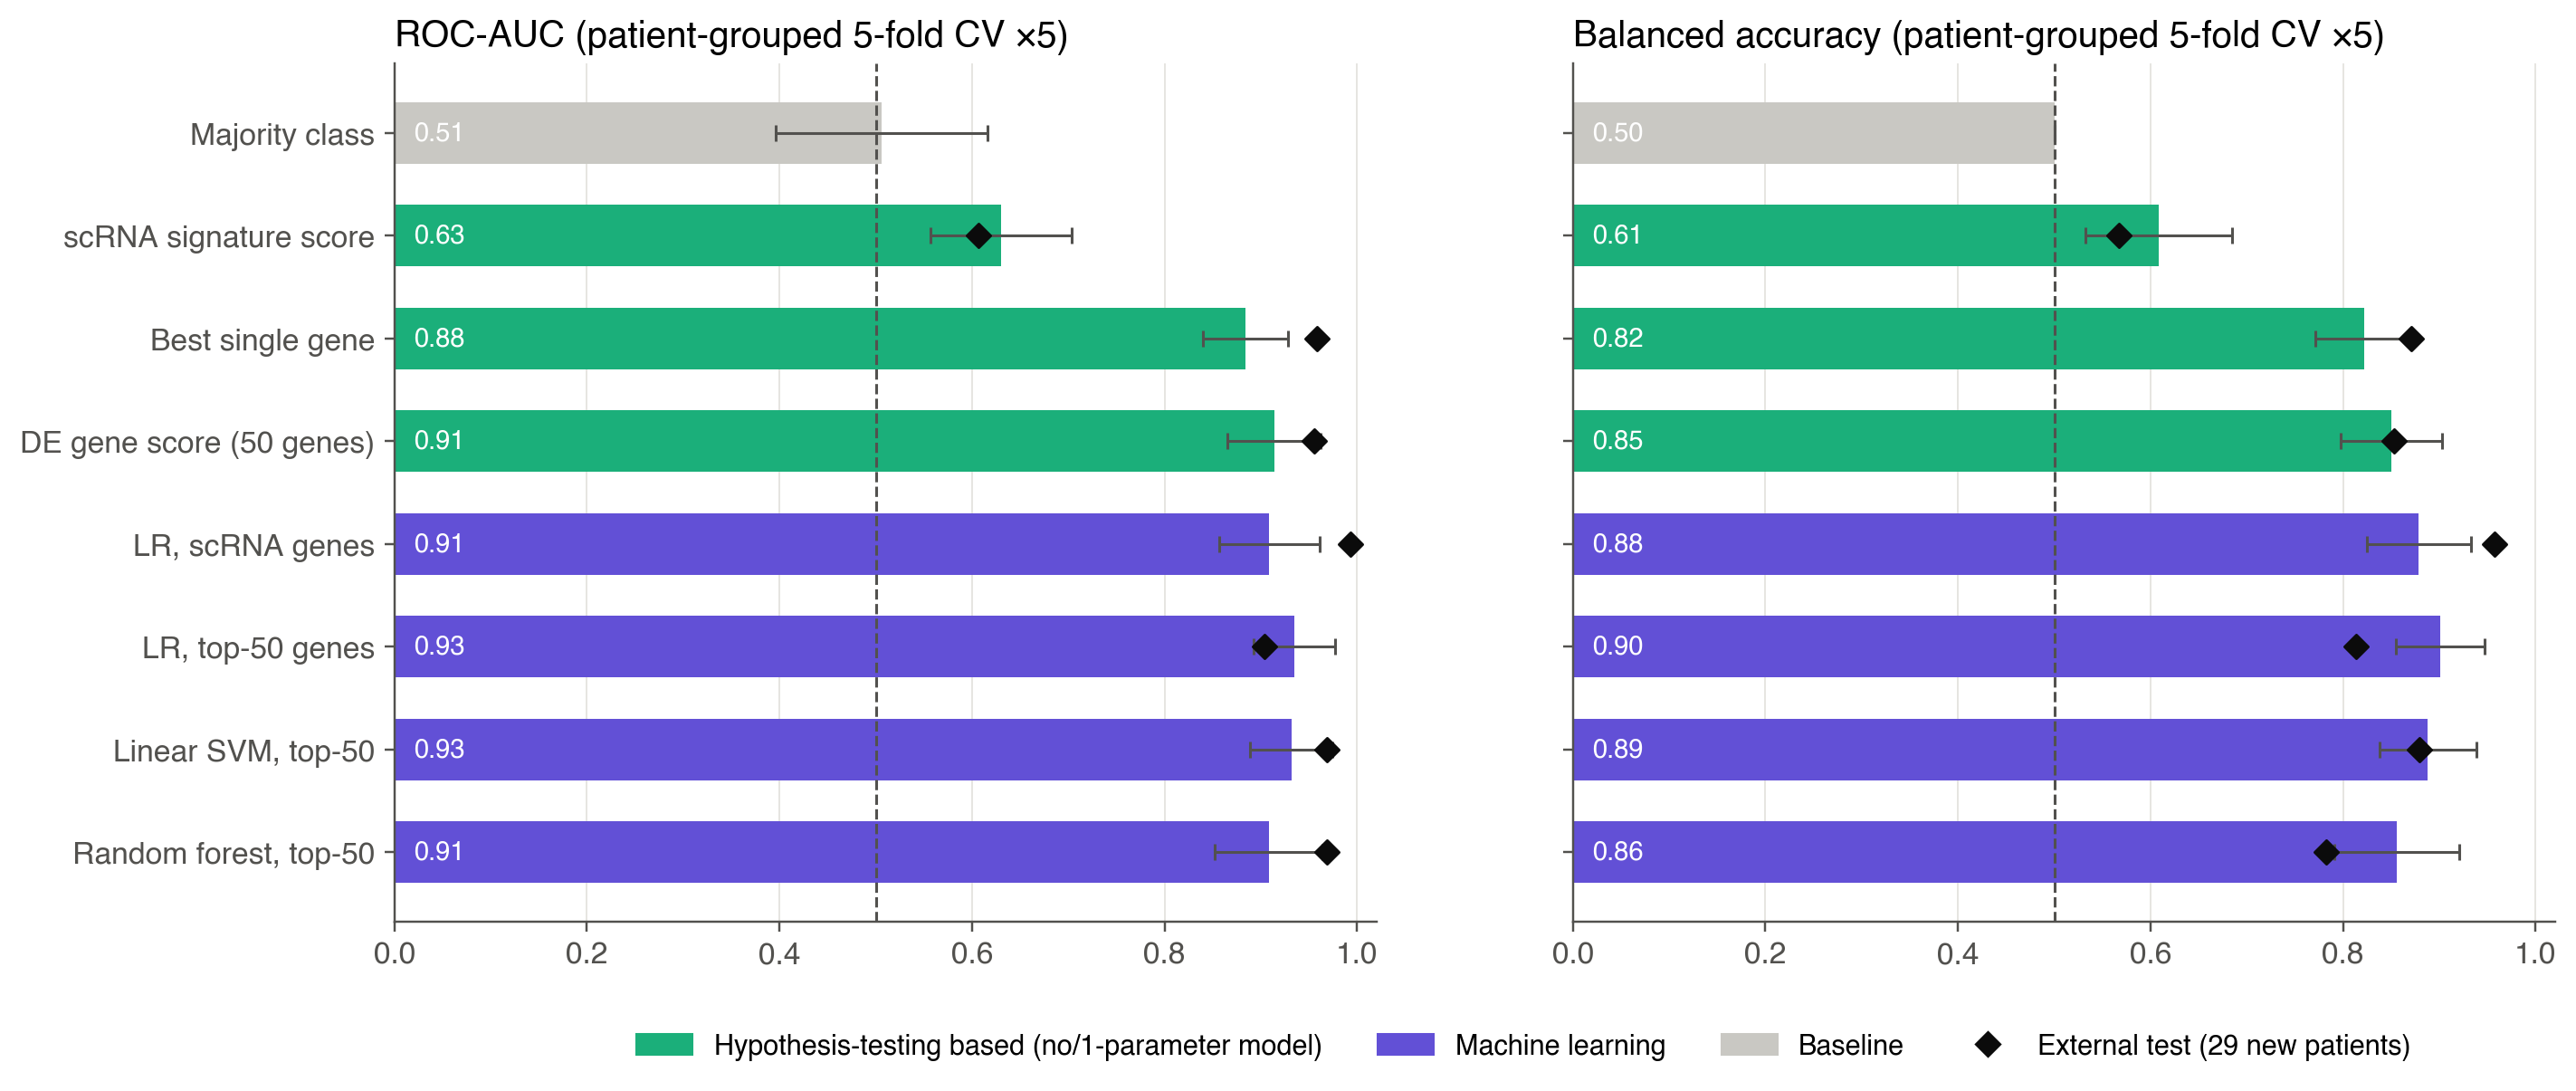 ROC-AUC (patient-grouped 5-fold CV ×5)
Majority class
0.51
scRNA signature score
0.63
Best single gene
0.88
DE gene score (50 genes)
0.91
LR, scRNA genes
0.91
LR, top-50 genes
0.93
Linear SVM, top-50
0.93
Random forest, top-50
0.91
0.0 0.2 0.4 0.6 0.8 1.0
Balanced accuracy (patient-grouped 5-fold CV ×5)
0.50
0.61
0.82
0.85
0.88
0.90
0.89
0.86
0.0 0.2 0.4 0.6 0.8 1.0
Hypothesis-testing based (no/1-parameter model)
Machine learning
Baseline
External test (29 new patients)